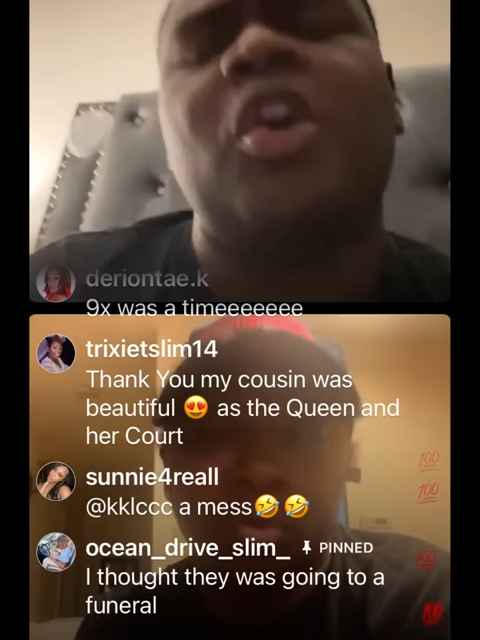 deriontae.k
9x was a timeeeeeee
trixietslim14
Thank You my cousin was
beautiful 😍 as the Queen and
her Court
sunnie4reall
@kklccc a mess🤣🤣
ocean_drive_slim_ PINNED
I thought they was going to a
funeral
💯
💯
💯
💯